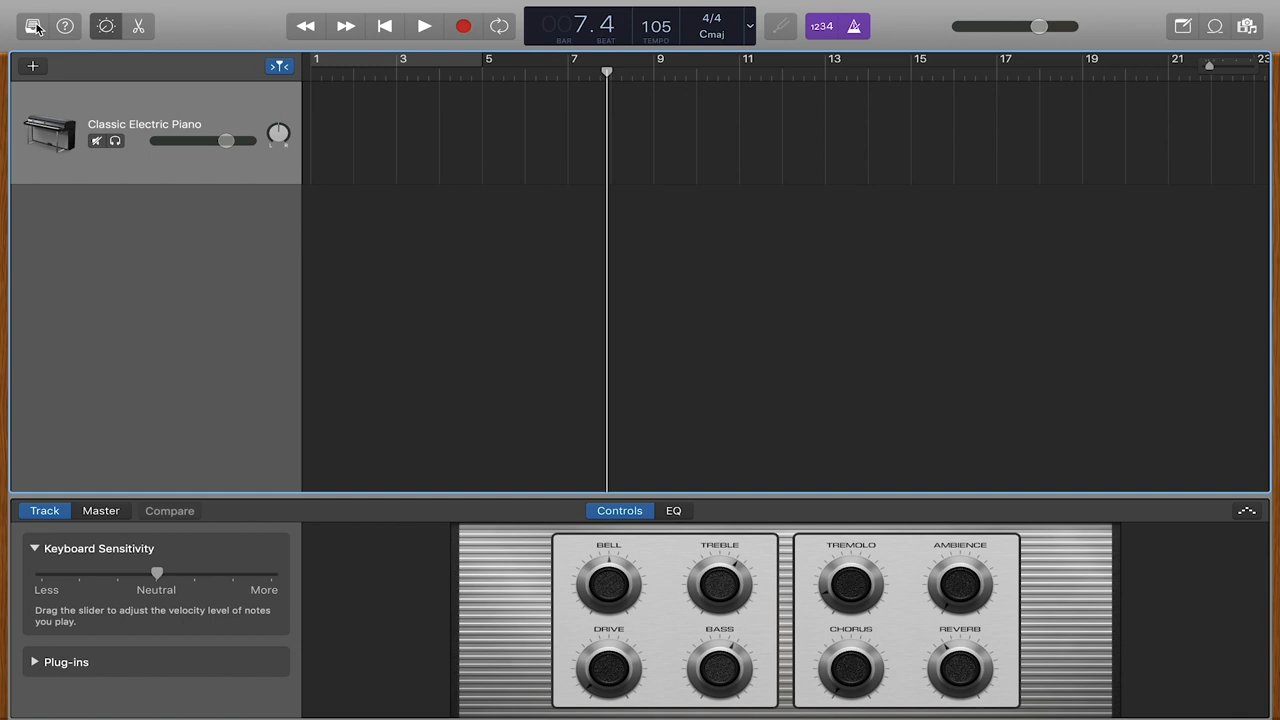 007.4
BAR
BEAT
105
TEMPO
4/4
Cmaj
1234
1
3
5
7
9
11
13
15
17
19
21
23
Classic Electric Piano
L R
Track
Master
Compare
Controls
EQ
Keyboard Sensitivity
Less
Neutral
More
Drag the slider to adjust the velocity level of notes
you play.
Plug-ins
BELL
TREBLE
TREMOLO
AMBIENCE
DRIVE
BASS
CHORUS
REVERB